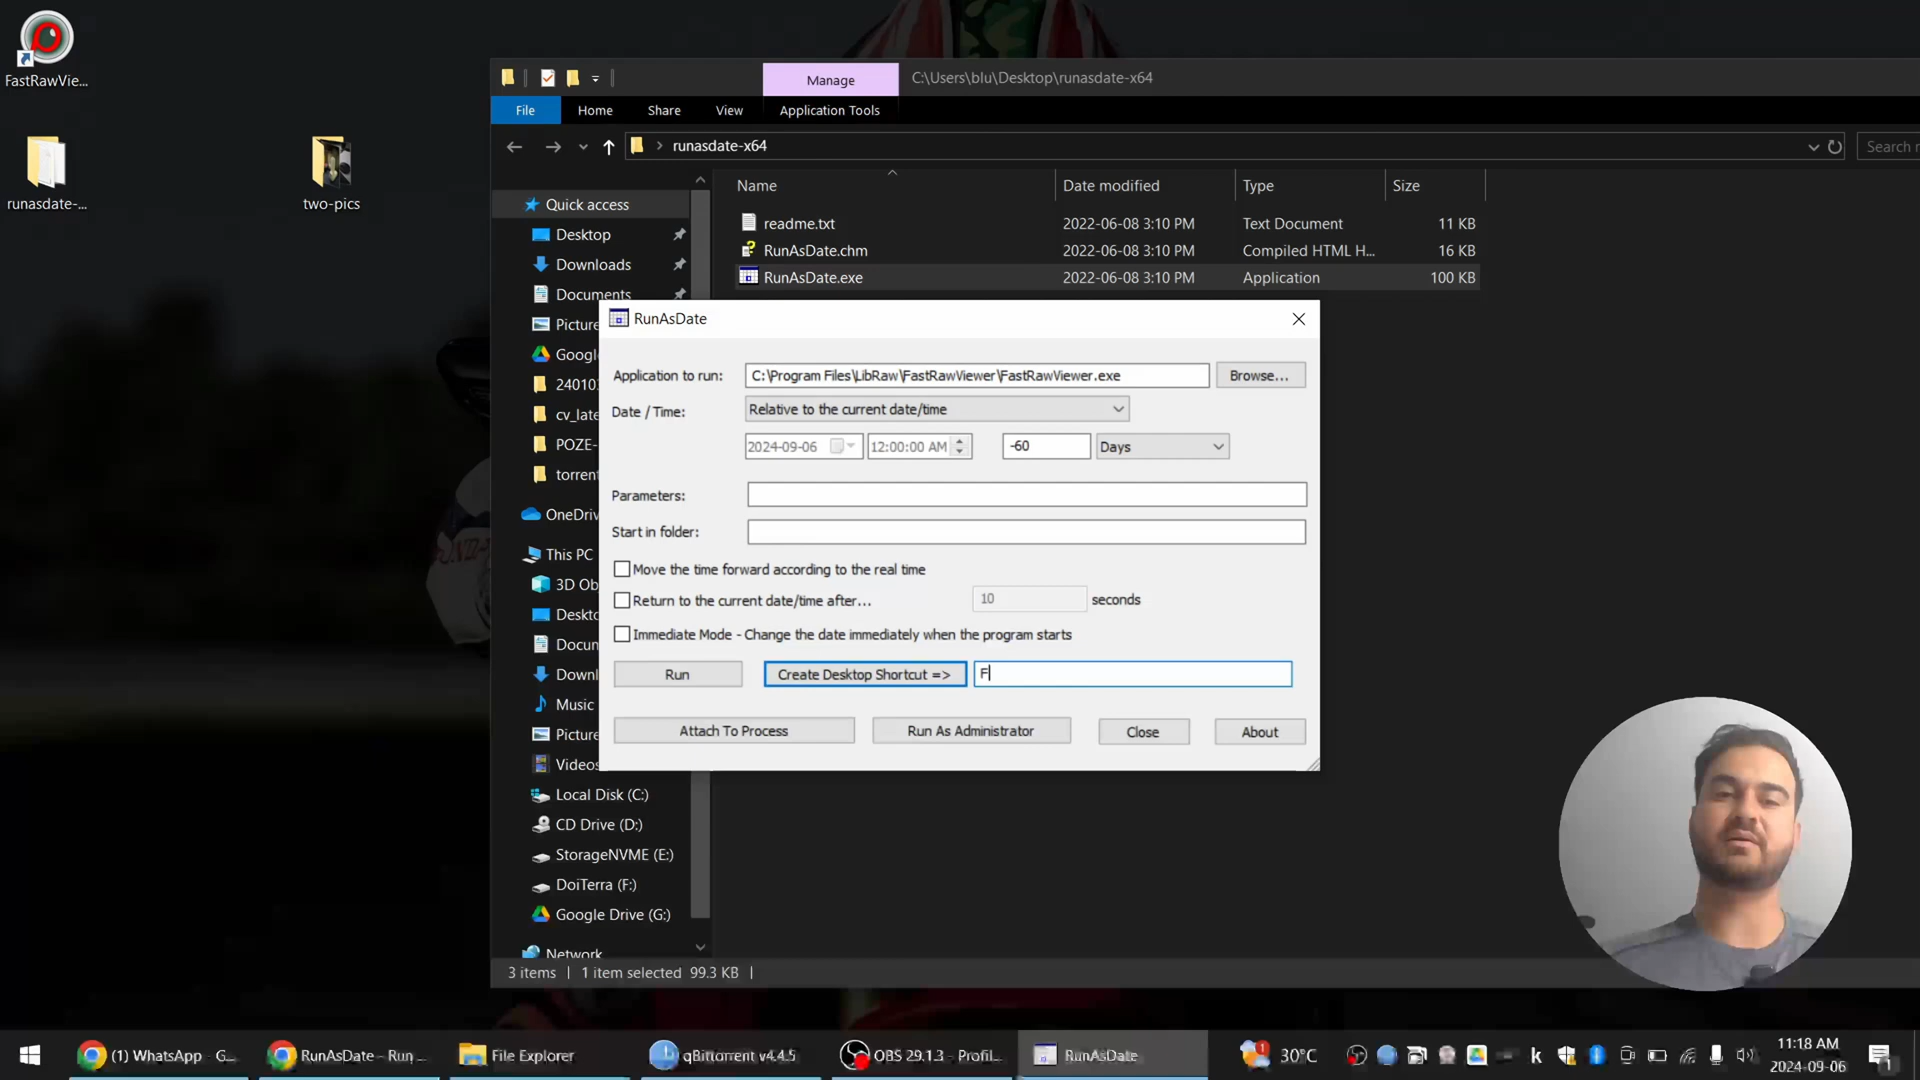 FastRawVie...
runasdate-...
two-pics
Manage
C:\Users\blu\Desktop\runasdate-x64
File
Home
Share
View
Application Tools
runasdate-x64
Search r
Name
Date modified
Type
Size
readme.txt
2022-06-08 3:10 PM
Text Document
11 KB
RunAsDate.chm
2022-06-08 3:10 PM
Compiled HTML H...
16 KB
RunAsDate.exe
2022-06-08 3:10 PM
Application
100 KB
Quick access
Desktop
Downloads
Documents
Picture
Googl
24010
cv_late
POZE-
torrent
OneDriv
This PC
3D Ob
Deskto
Docun
Downl
Music
Picture
Videos
Local Disk (C:)
CD Drive (D:)
StorageNVME (E:)
DoiTerra (F:)
Google Drive (G:)
Network
RunAsDate
Application to run:
C:\Program Files\LibRaw\FastRawViewer\FastRawViewer.exe
Browse...
Date / Time:
Relative to the current date/time
2024-09-06
12:00:00 AM
-60
Days
Parameters:
Start in folder:
Move the time forward according to the real time
Return to the current date/time after...
10
seconds
Immediate Mode - Change the date immediately when the program starts
Run
Create Desktop Shortcut =>
F
Attach To Process
Run As Administrator
Close
About
3 items
1 item selected 99.3 KB
(1) WhatsApp - G...
RunAsDate - Run ...
File Explorer
qBittorrent v4.4.5
OBS 29.1.3 - Profil...
RunAsDate
30°C
k
11:18 AM
2024-09-06
1